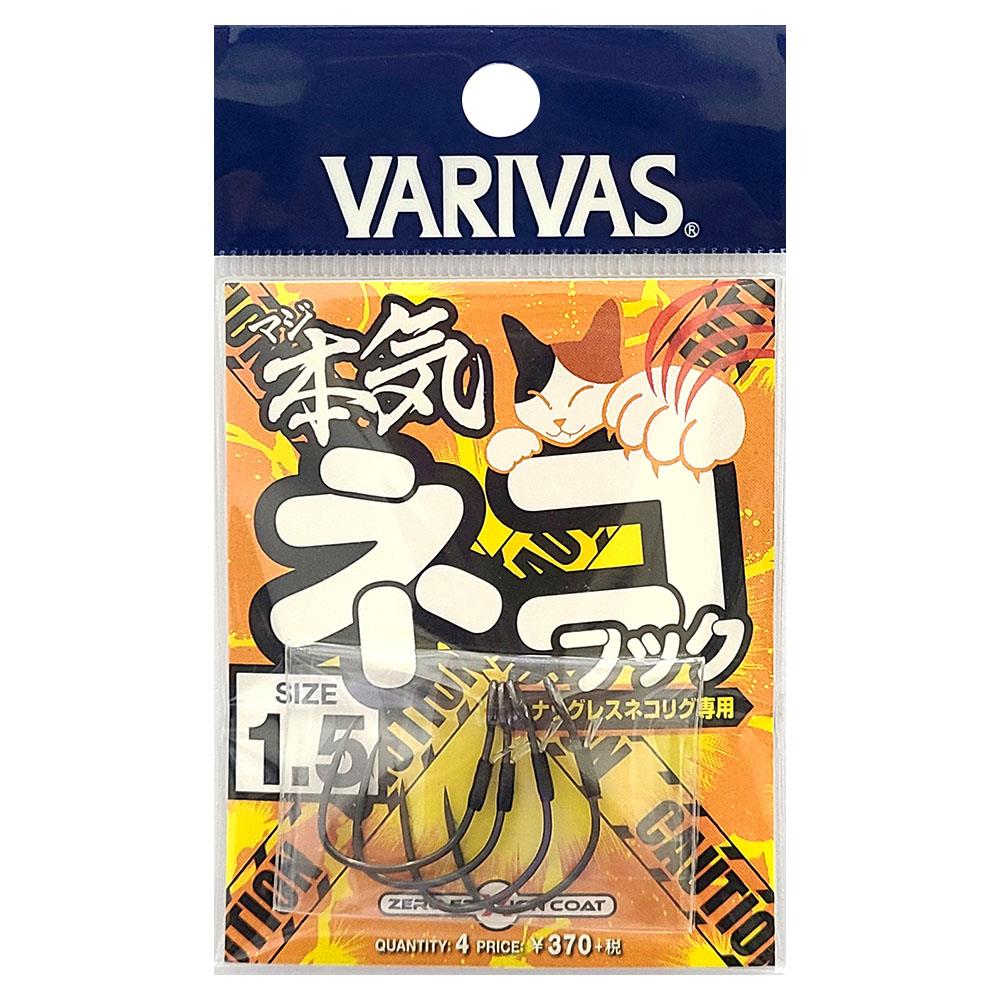 VARIVAS®
マジ
本気
ネコ
フック
ナッグレスネコリグ専用
SIZE
1.5
CAUTION
QUANTITY: 4 PRICE: ¥370+税